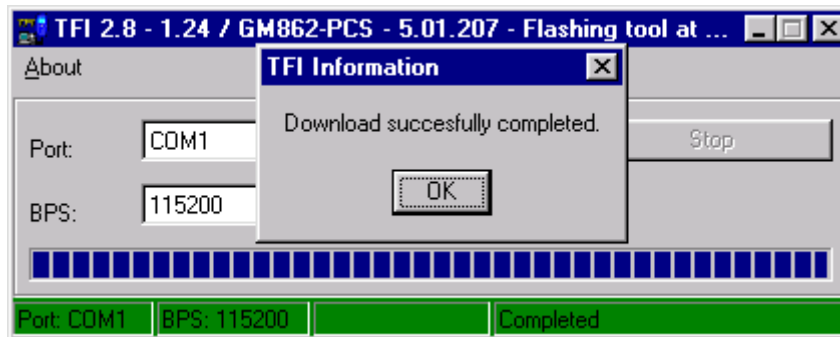 TFI 2.8 - 1.24 / GM862-PCS - 5.01.207 - Flashing tool at ...
About
TFI Information
Download succesfully completed.
OK
Port:
COM1
Stop
BPS:
115200
Port: COM1
BPS: 115200
Completed